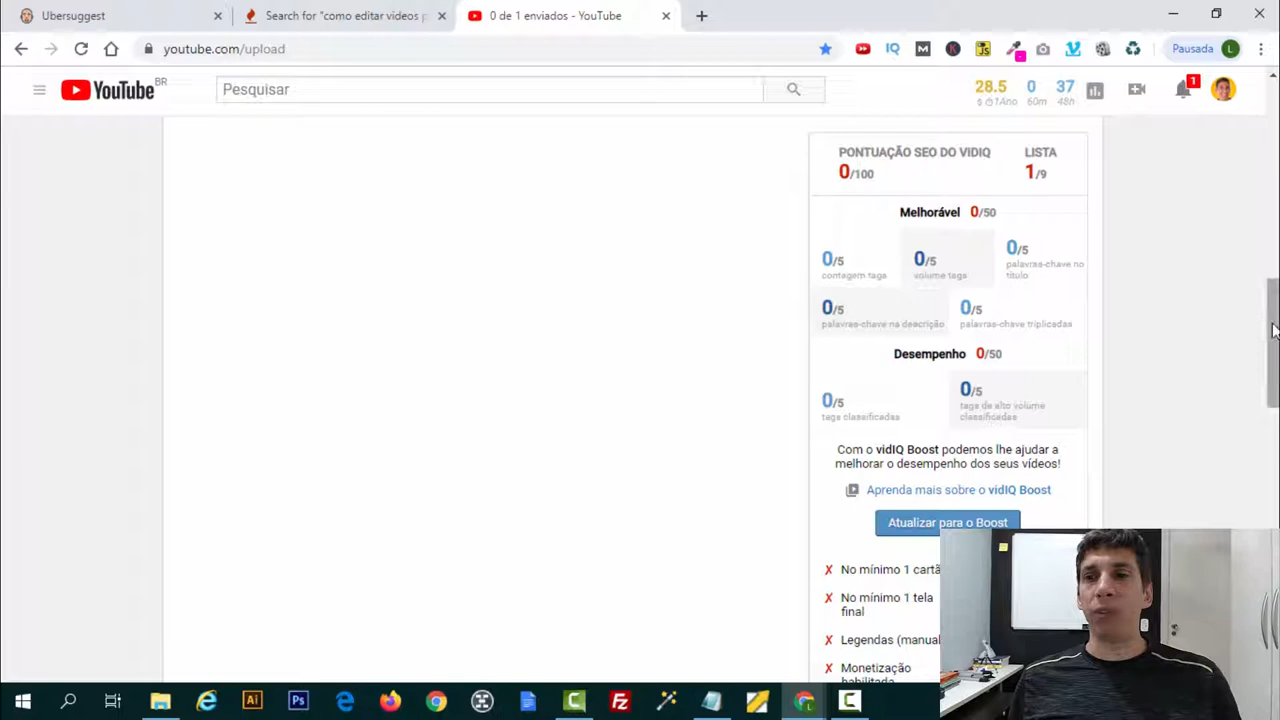 Ubersuggest
Search for "como editar videos p
0 de 1 enviados - YouTube
youtube.com/upload
Pausada L
YouTube BR
Pesquisar
28.5 0 37
$ 1Ano 60m 48h
1
PONTUAÇÃO SEO DO VIDIQ LISTA
0/100 1/9
Melhorável 0/50
0/5 0/5 0/5
contagem tags volume tags palavras-chave no
título
0/5 0/5
palavras-chave na descrição palavras-chave triplicadas
Desempenho 0/50
0/5 0/5
tags classificadas tags de alto volume
classificadas
Com o vidIQ Boost podemos lhe ajudar a
melhorar o desempenho dos seus vídeos!
Aprenda mais sobre o vidIQ Boost
Atualizar para o Boost
No mínimo 1 cartã
No mínimo 1 tela
final
Legendas (manual
Monetização
habilitada